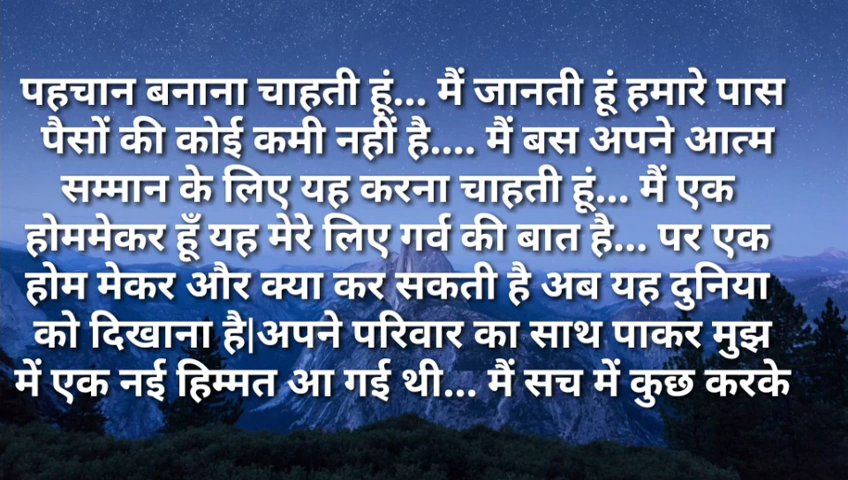 पहचान बनाना चाहती हूं... मैं जानती हूं हमारे पास
पैसों की कोई कमी नहीं है.... मैं बस अपने आत्म
सम्मान के लिए यह करना चाहती हूं... मैं एक
होममेकर हूँ यह मेरे लिए गर्व की बात है... पर एक
होम मेकर और क्या कर सकती है अब यह दुनिया
को दिखाना है|अपने परिवार का साथ पाकर मुझ
में एक नई हिम्मत आ गई थी... मैं सच में कुछ करके